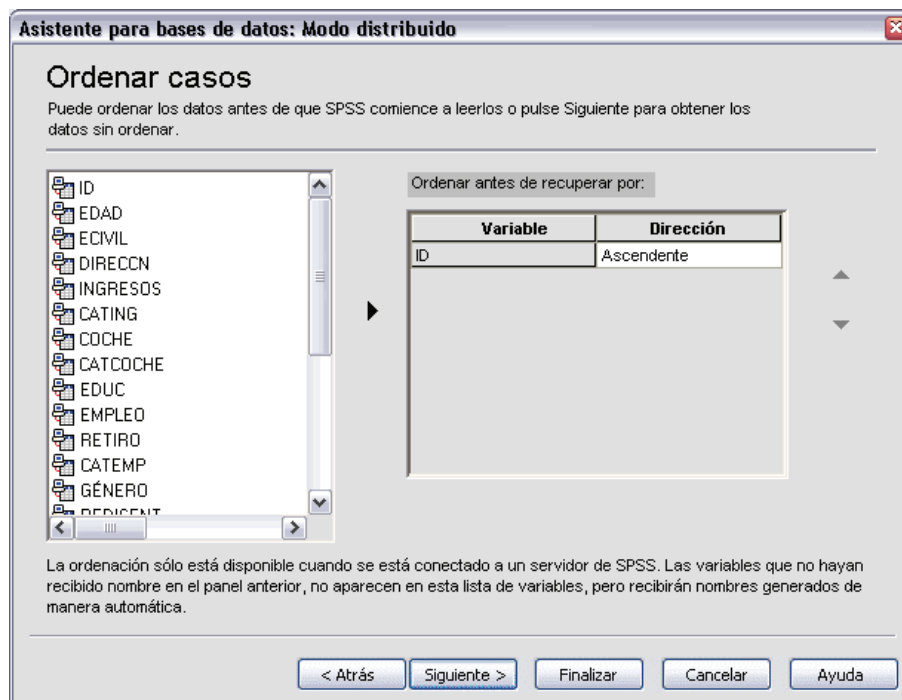 Asistente para bases de datos: Modo distribuido
Ordenar casos
Puede ordenar los datos antes de que SPSS comience a leerlos o pulse Siguiente para obtener los
datos sin ordenar.
ID
EDAD
ECIVIL
DIRECCN
INGRESOS
CATING
COCHE
CATCOCHE
EDUC
EMPLEO
RETIRO
CATEMP
GÉNERO
Ordenar antes de recuperar por:
Variable Dirección
ID Ascendente
La ordenación sólo está disponible cuando se está conectado a un servidor de SPSS. Las variables que no hayan
recibido nombre en el panel anterior, no aparecen en esta lista de variables, pero recibirán nombres generados de
manera automática.
< Atrás Siguiente > Finalizar Cancelar Ayuda